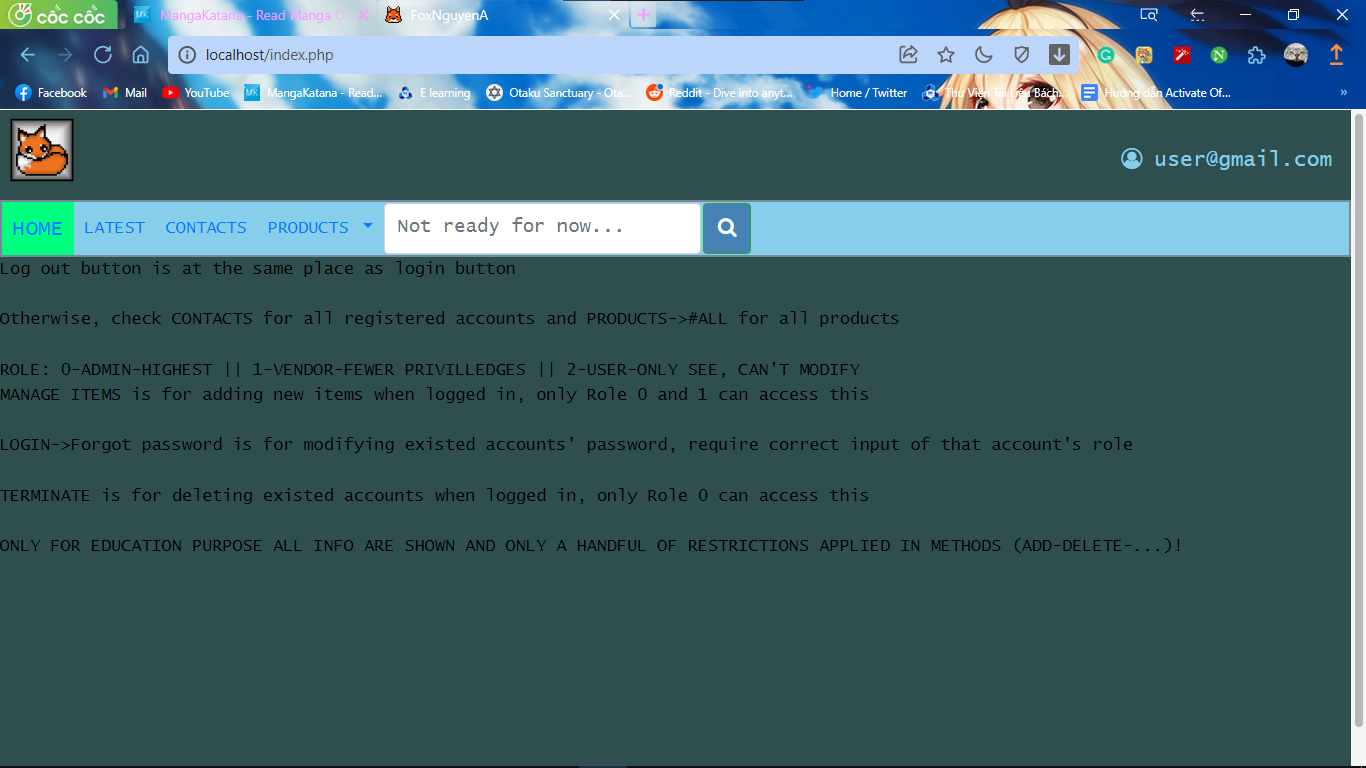 cốc cốc
MK MangaKatana - Read Manga O
FoxNguyenA
localhost/index.php
Facebook Mail YouTube MK MangaKatana - Read... E learning Otaku Sanctuary - Ota... Reddit - Dive into anyt... Home / Twitter Thư Viện Tài Liệu Bách... Hướng dẫn Activate Of... »
user@gmail.com
HOME LATEST CONTACTS PRODUCTS Not ready for now...
Log out button is at the same place as login button
Otherwise, check CONTACTS for all registered accounts and PRODUCTS->#ALL for all products
ROLE: 0-ADMIN-HIGHEST || 1-VENDOR-FEWER PRIVILLEDGES || 2-USER-ONLY SEE, CAN'T MODIFY
MANAGE ITEMS is for adding new items when logged in, only Role 0 and 1 can access this
LOGIN->Forgot password is for modifying existed accounts' password, require correct input of that account's role
TERMINATE is for deleting existed accounts when logged in, only Role 0 can access this
ONLY FOR EDUCATION PURPOSE ALL INFO ARE SHOWN AND ONLY A HANDFUL OF RESTRICTIONS APPLIED IN METHODS (ADD-DELETE-...)!